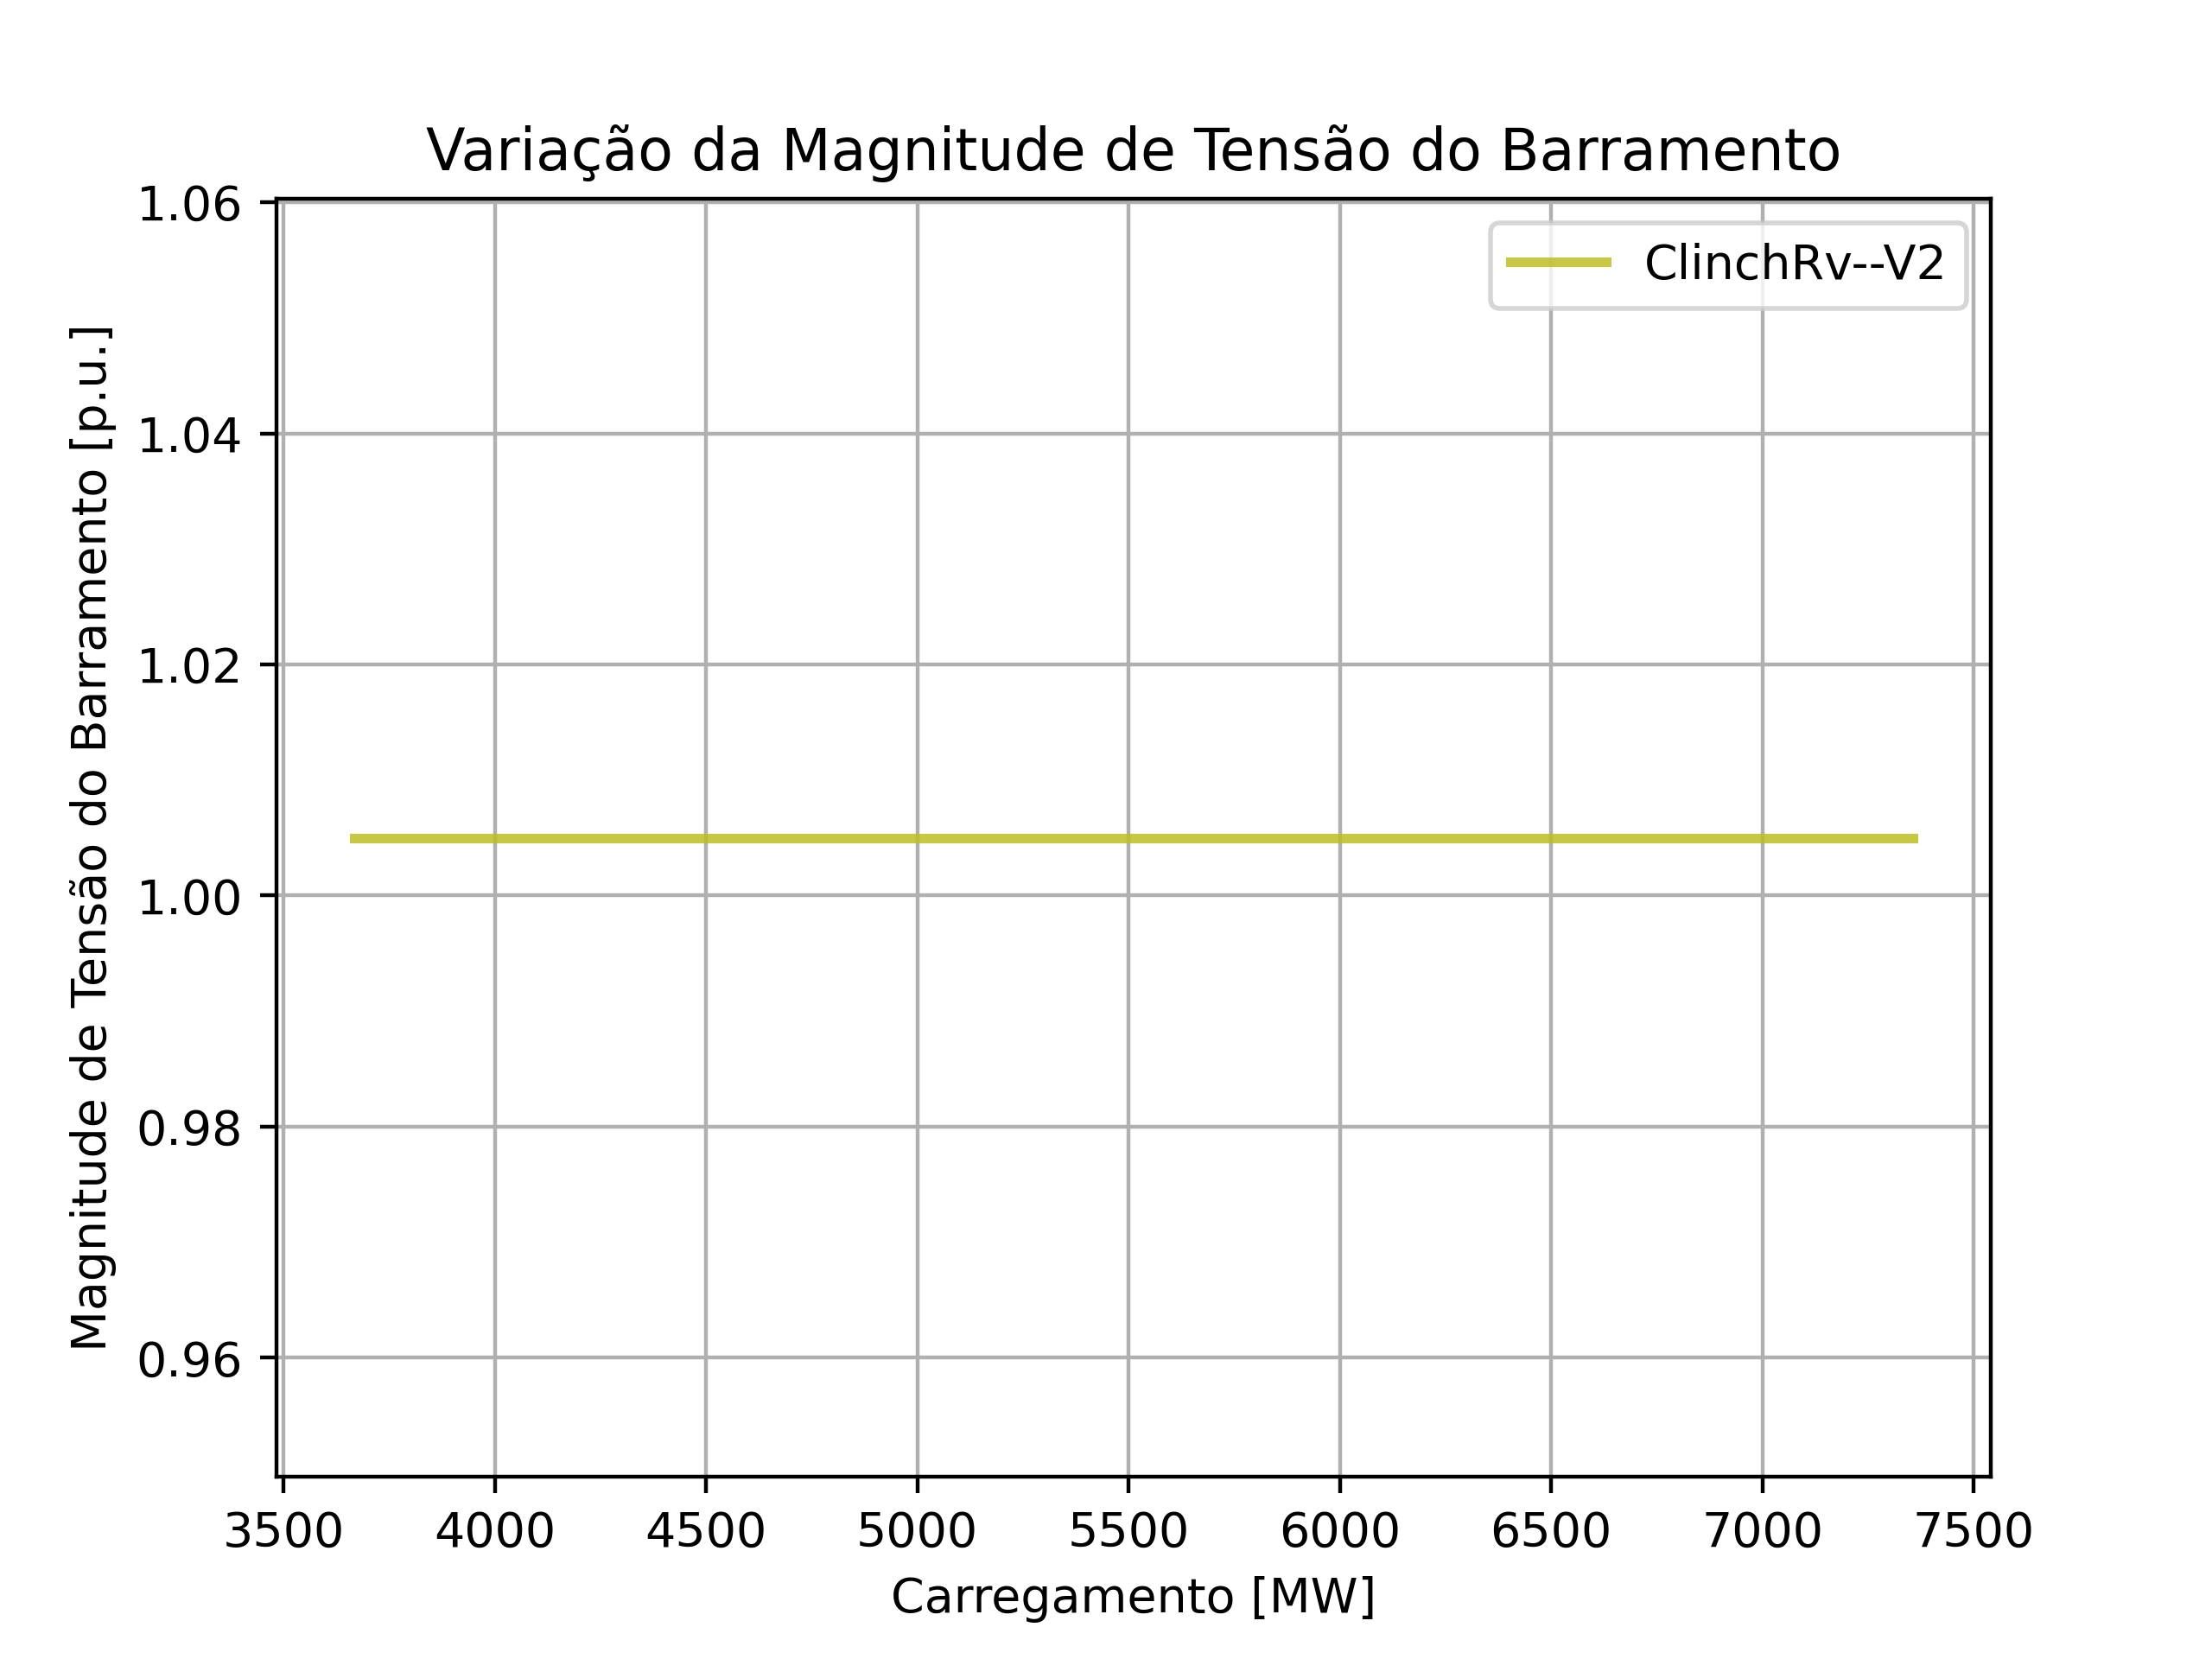 Variação da Magnitude de Tensão do Barramento
ClinchRv--V2
Magnitude de Tensão do Barramento [p.u.]
1.06
1.04
1.02
1.00
0.98
0.96
3500 4000 4500 5000 5500 6000 6500 7000 7500
Carregamento [MW]